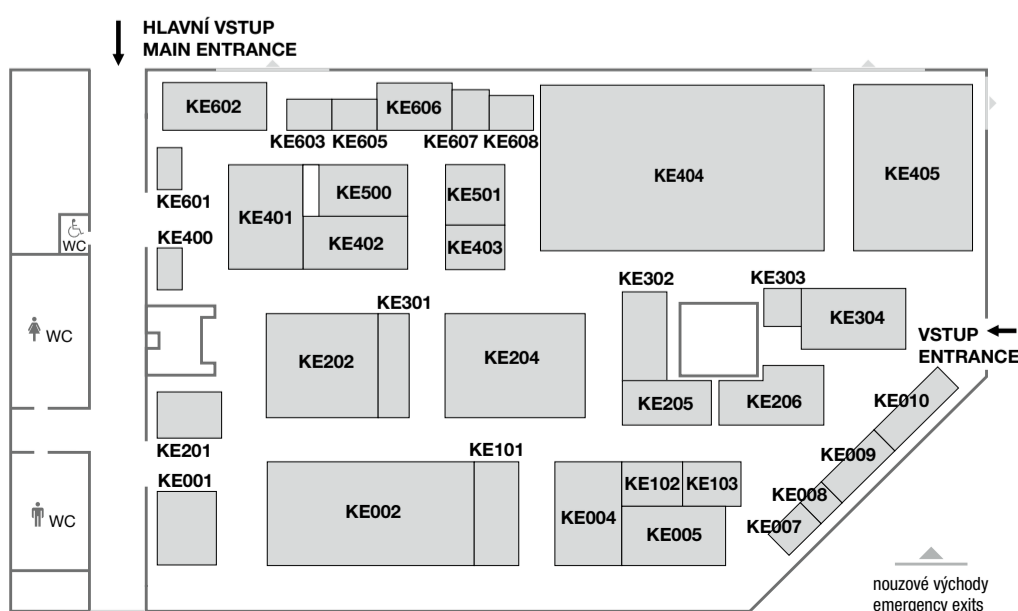 HLAVNÍ VSTUP
MAIN ENTRANCE
KE602
KE606
KE603
KE605
KE607
KE608
KE404
KE405
KE601
KE401
KE500
KE501
KE402
KE403
WC
KE400
KE302
KE303
KE301
KE304
WC
KE202
KE204
VSTUP
ENTRANCE
KE205
KE206
KE010
KE201
KE101
KE009
KE001
KE102
KE103
KE008
WC
KE002
KE004
KE005
KE007
nouzové východy
emergency exits